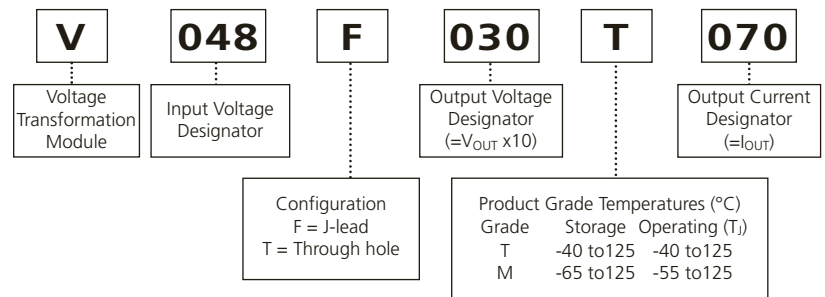 V 048 F 030 T 070
Voltage
Transformation
Module
Input Voltage
Designator
Output Voltage
Designator
(=VOUT x10)
Output Current
Designator
(=IOUT)
Configuration
F = J-lead
T = Through hole
Product Grade Temperatures (°C)
Grade Storage Operating (TJ)
T -40 to125 -40 to125
M -65 to125 -55 to125